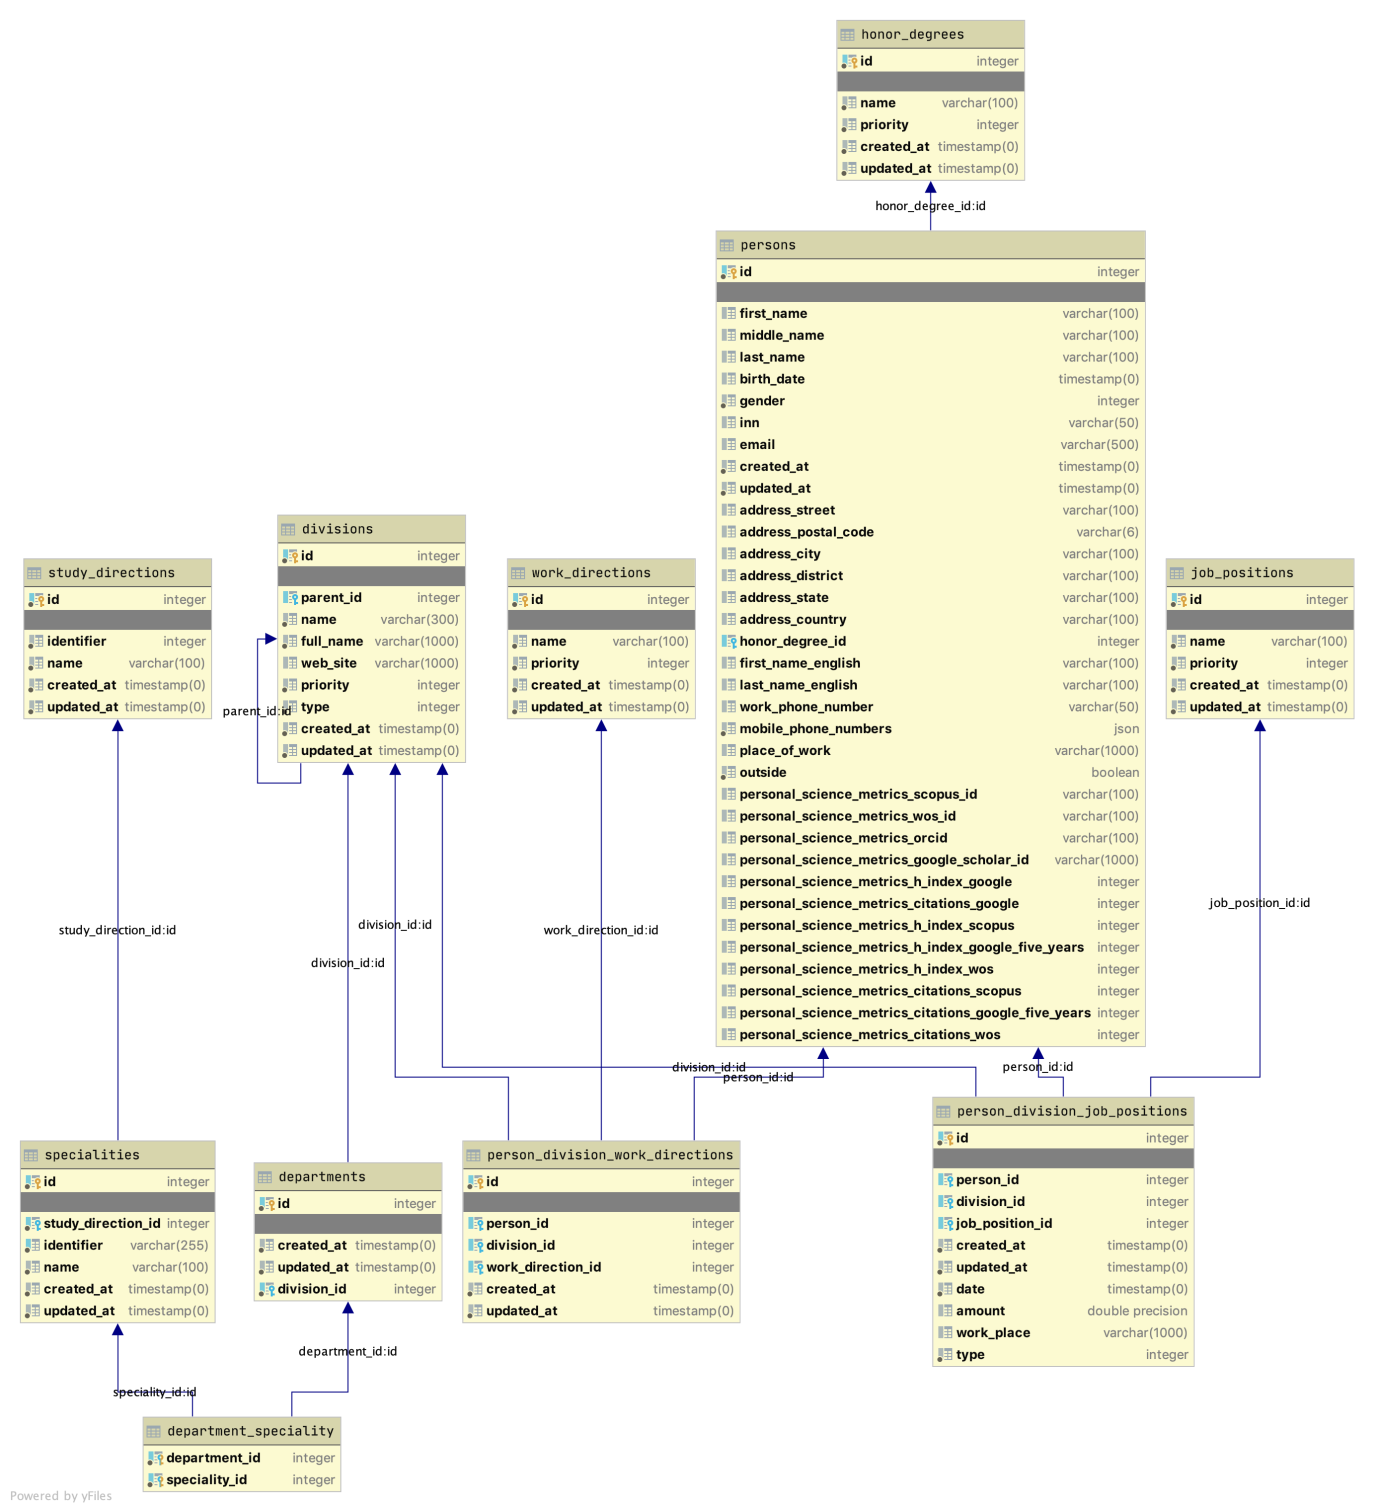 honor_degrees
id integer
name varchar(100)
priority integer
created_at timestamp(0)
updated_at timestamp(0)
honor_degree_id:id
persons
id integer
first_name varchar(100)
middle_name varchar(100)
last_name varchar(100)
birth_date timestamp(0)
gender integer
inn varchar(50)
email varchar(500)
created_at timestamp(0)
updated_at timestamp(0)
address_street varchar(100)
address_postal_code varchar(6)
address_city varchar(100)
address_district varchar(100)
address_state varchar(100)
address_country varchar(100)
honor_degree_id integer
first_name_english varchar(100)
last_name_english varchar(100)
work_phone_number varchar(50)
mobile_phone_numbers json
place_of_work varchar(1000)
outside boolean
personal_science_metrics_scopus_id varchar(100)
personal_science_metrics_wos_id varchar(100)
personal_science_metrics_orcid varchar(100)
personal_science_metrics_google_scholar_id varchar(1000)
personal_science_metrics_h_index_google integer
personal_science_metrics_citations_google integer
personal_science_metrics_h_index_scopus integer
personal_science_metrics_h_index_google_five_years integer
personal_science_metrics_h_index_wos integer
personal_science_metrics_citations_scopus integer
personal_science_metrics_citations_google_five_years integer
personal_science_metrics_citations_wos integer
study_directions
id integer
identifier integer
name varchar(100)
created_at timestamp(0)
updated_at timestamp(0)
divisions
id integer
parent_id integer
name varchar(300)
full_name varchar(1000)
web_site varchar(1000)
priority integer
type integer
created_at timestamp(0)
updated_at timestamp(0)
parent_id:id
work_directions
id integer
name varchar(100)
priority integer
created_at timestamp(0)
updated_at timestamp(0)
job_positions
id integer
name varchar(100)
priority integer
created_at timestamp(0)
updated_at timestamp(0)
study_direction_id:id
division_id:id
division_id:id
work_direction_id:id
job_position_id:id
division_id:id
person_id:id
person_id:id
specialities
id integer
study_direction_id integer
identifier varchar(255)
name varchar(100)
created_at timestamp(0)
updated_at timestamp(0)
departments
id integer
created_at timestamp(0)
updated_at timestamp(0)
division_id integer
person_division_work_directions
id integer
person_id integer
division_id integer
work_direction_id integer
created_at timestamp(0)
updated_at timestamp(0)
person_division_job_positions
id integer
person_id integer
division_id integer
job_position_id integer
created_at timestamp(0)
updated_at timestamp(0)
date timestamp(0)
amount double precision
work_place varchar(1000)
type integer
department_id:id
speciality_id:id
department_speciality
department_id integer
speciality_id integer
Powered by yFiles